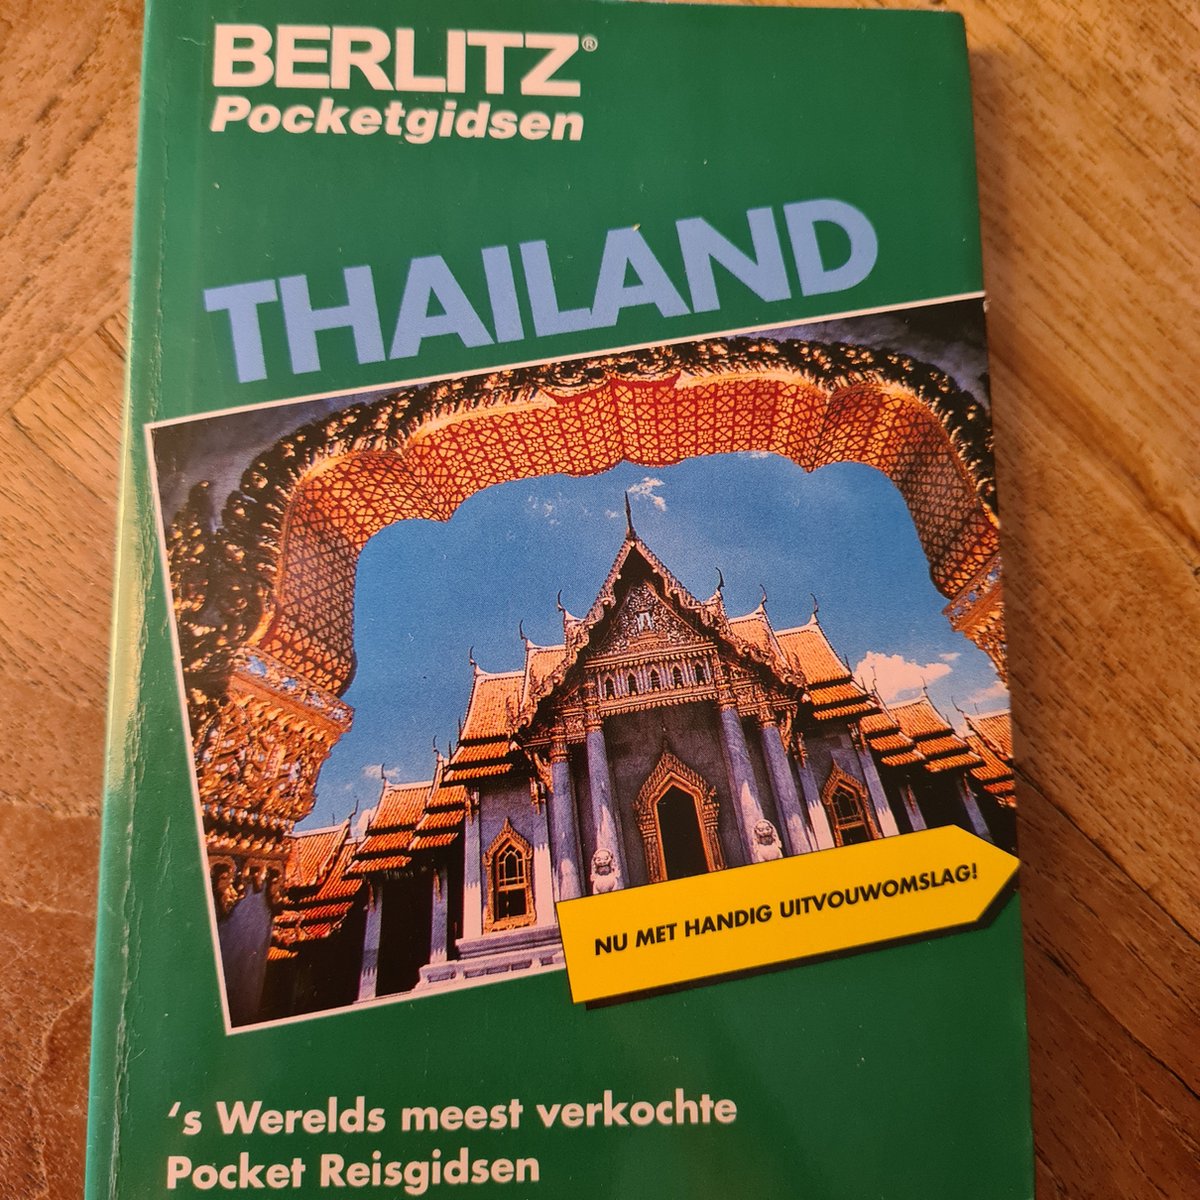 BERLITZ®
Pocketgidsen
THAILAND
NU MET HANDIG UITVOUWOMSLAG!
's Werelds meest verkochte
Pocket Reisgidsen